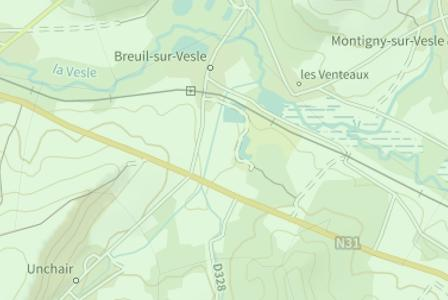 Breuil-sur-Vesle
Montigny-sur-Vesle
la Vesle
les Venteaux
N31
Unchair
D328